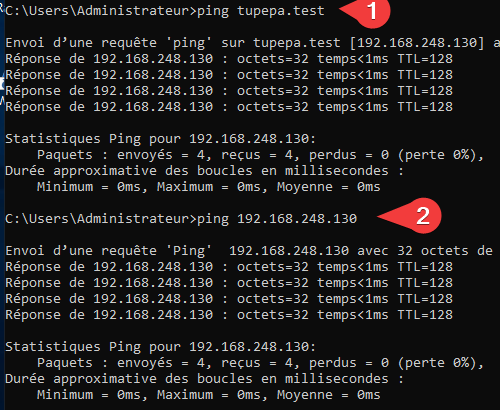 C:\Users\Administrateur>ping tupepa.test
1
Envoi d’une requête 'ping' sur tupepa.test [192.168.248.130] a
Réponse de 192.168.248.130 : octets=32 temps<1ms TTL=128
Réponse de 192.168.248.130 : octets=32 temps<1ms TTL=128
Réponse de 192.168.248.130 : octets=32 temps<1ms TTL=128
Réponse de 192.168.248.130 : octets=32 temps<1ms TTL=128
Statistiques Ping pour 192.168.248.130:
Paquets : envoyés = 4, reçus = 4, perdus = 0 (perte 0%),
Durée approximative des boucles en millisecondes :
Minimum = 0ms, Maximum = 0ms, Moyenne = 0ms
C:\Users\Administrateur>ping 192.168.248.130
2
Envoi d’une requête 'Ping'  192.168.248.130 avec 32 octets de
Réponse de 192.168.248.130 : octets=32 temps<1ms TTL=128
Réponse de 192.168.248.130 : octets=32 temps<1ms TTL=128
Réponse de 192.168.248.130 : octets=32 temps<1ms TTL=128
Réponse de 192.168.248.130 : octets=32 temps<1ms TTL=128
Statistiques Ping pour 192.168.248.130:
Paquets : envoyés = 4, reçus = 4, perdus = 0 (perte 0%),
Durée approximative des boucles en millisecondes :
Minimum = 0ms, Maximum = 0ms, Moyenne = 0ms